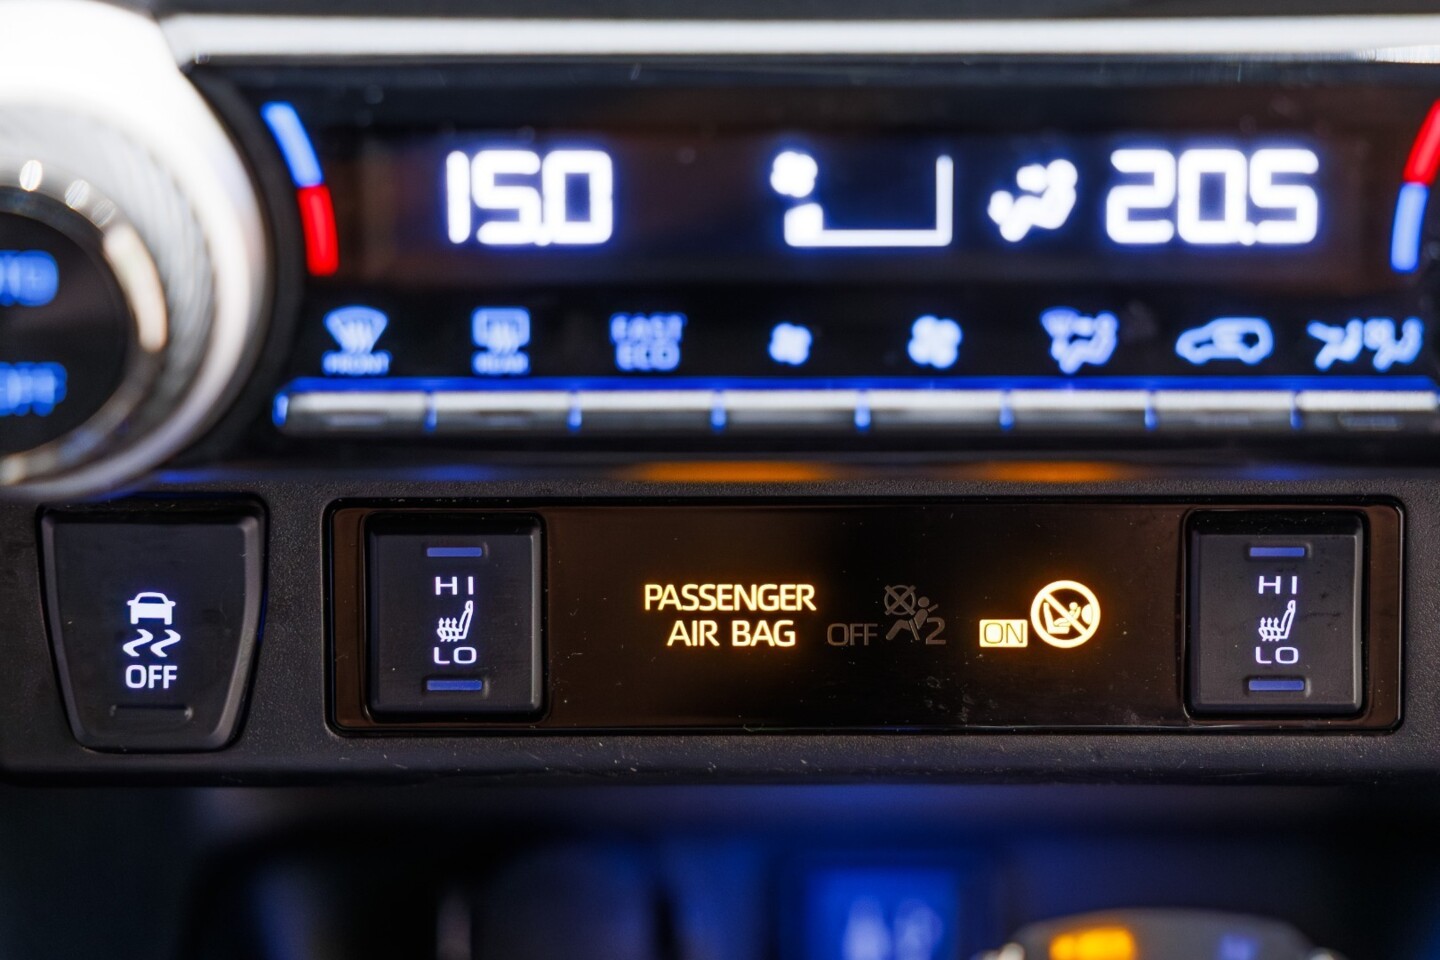 15.0 20.5
FRONT REAR FAST
ECO
OFF
HI
LO
PASSENGER
AIR BAG
OFF 2
ON
HI
LO